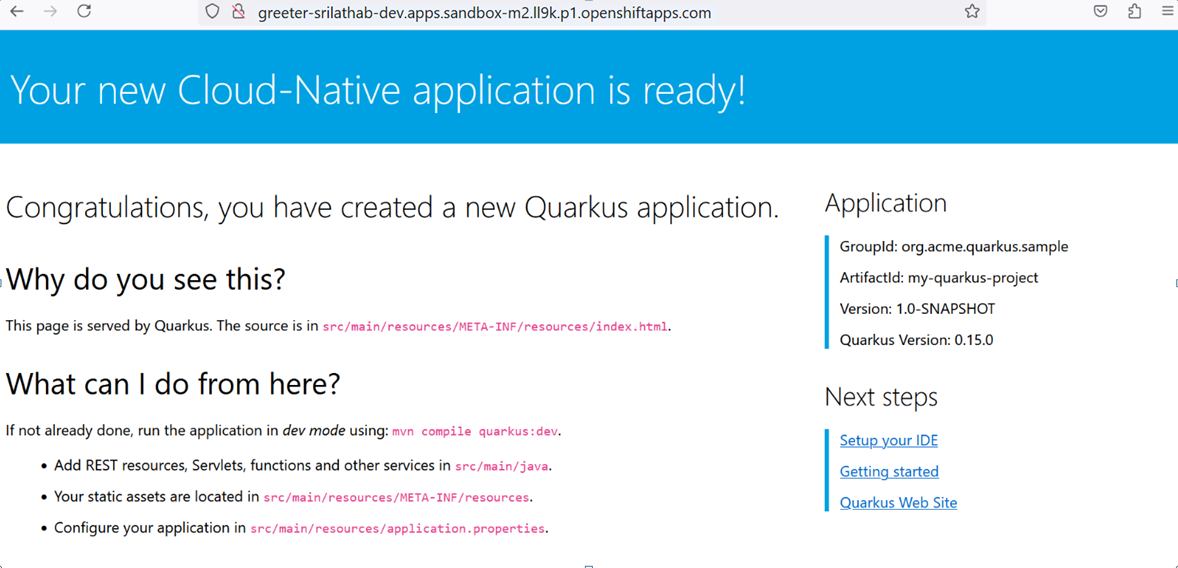 greeter-srilathab-dev.apps.sandbox-m2.ll9k.p1.openshiftapps.com
Your new Cloud-Native application is ready!
Congratulations, you have created a new Quarkus application.
Why do you see this?
This page is served by Quarkus. The source is in src/main/resources/META-INF/resources/index.html.
What can I do from here?
If not already done, run the application in dev mode using: mvn compile quarkus:dev.
• Add REST resources, Servlets, functions and other services in src/main/java.
• Your static assets are located in src/main/resources/META-INF/resources.
• Configure your application in src/main/resources/application.properties.
Application
GroupId: org.acme.quarkus.sample
ArtifactId: my-quarkus-project
Version: 1.0-SNAPSHOT
Quarkus Version: 0.15.0
Next steps
Setup your IDE
Getting started
Quarkus Web Site